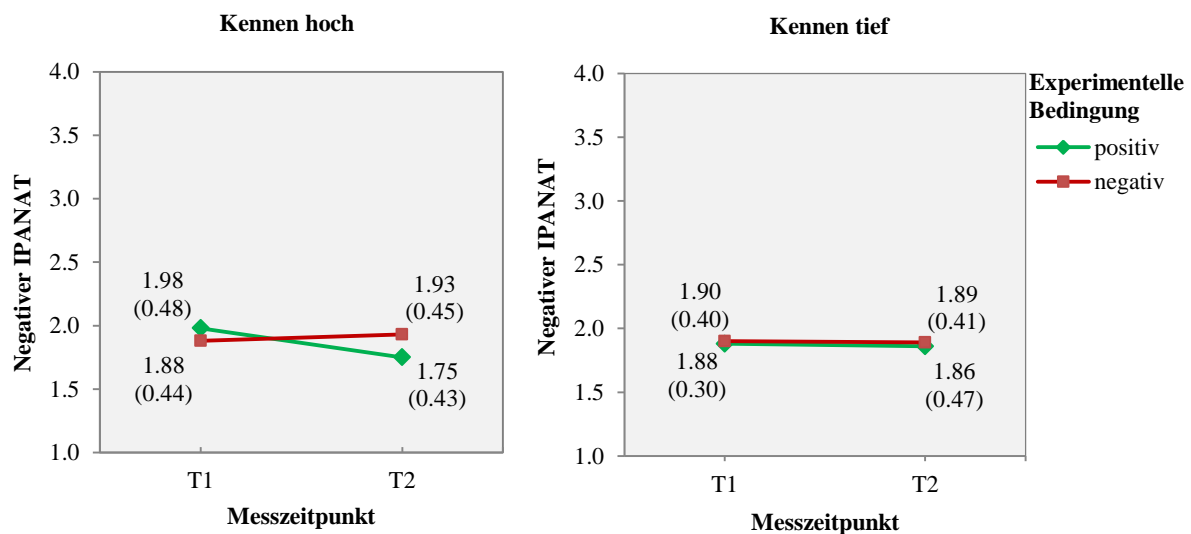 Kennen hoch
Negativer IPANAT
4.0
3.5
3.0
2.5
2.0
1.5
1.0
1.98
(0.48)
1.88
(0.44)
1.93
(0.45)
1.75
(0.43)
T1
T2
Messzeitpunkt
Kennen tief
Negativer IPANAT
4.0
3.5
3.0
2.5
2.0
1.5
1.0
1.90
(0.40)
1.88
(0.30)
1.89
(0.41)
1.86
(0.47)
T1
T2
Messzeitpunkt
Experimentelle
Bedingung
positiv
negativ